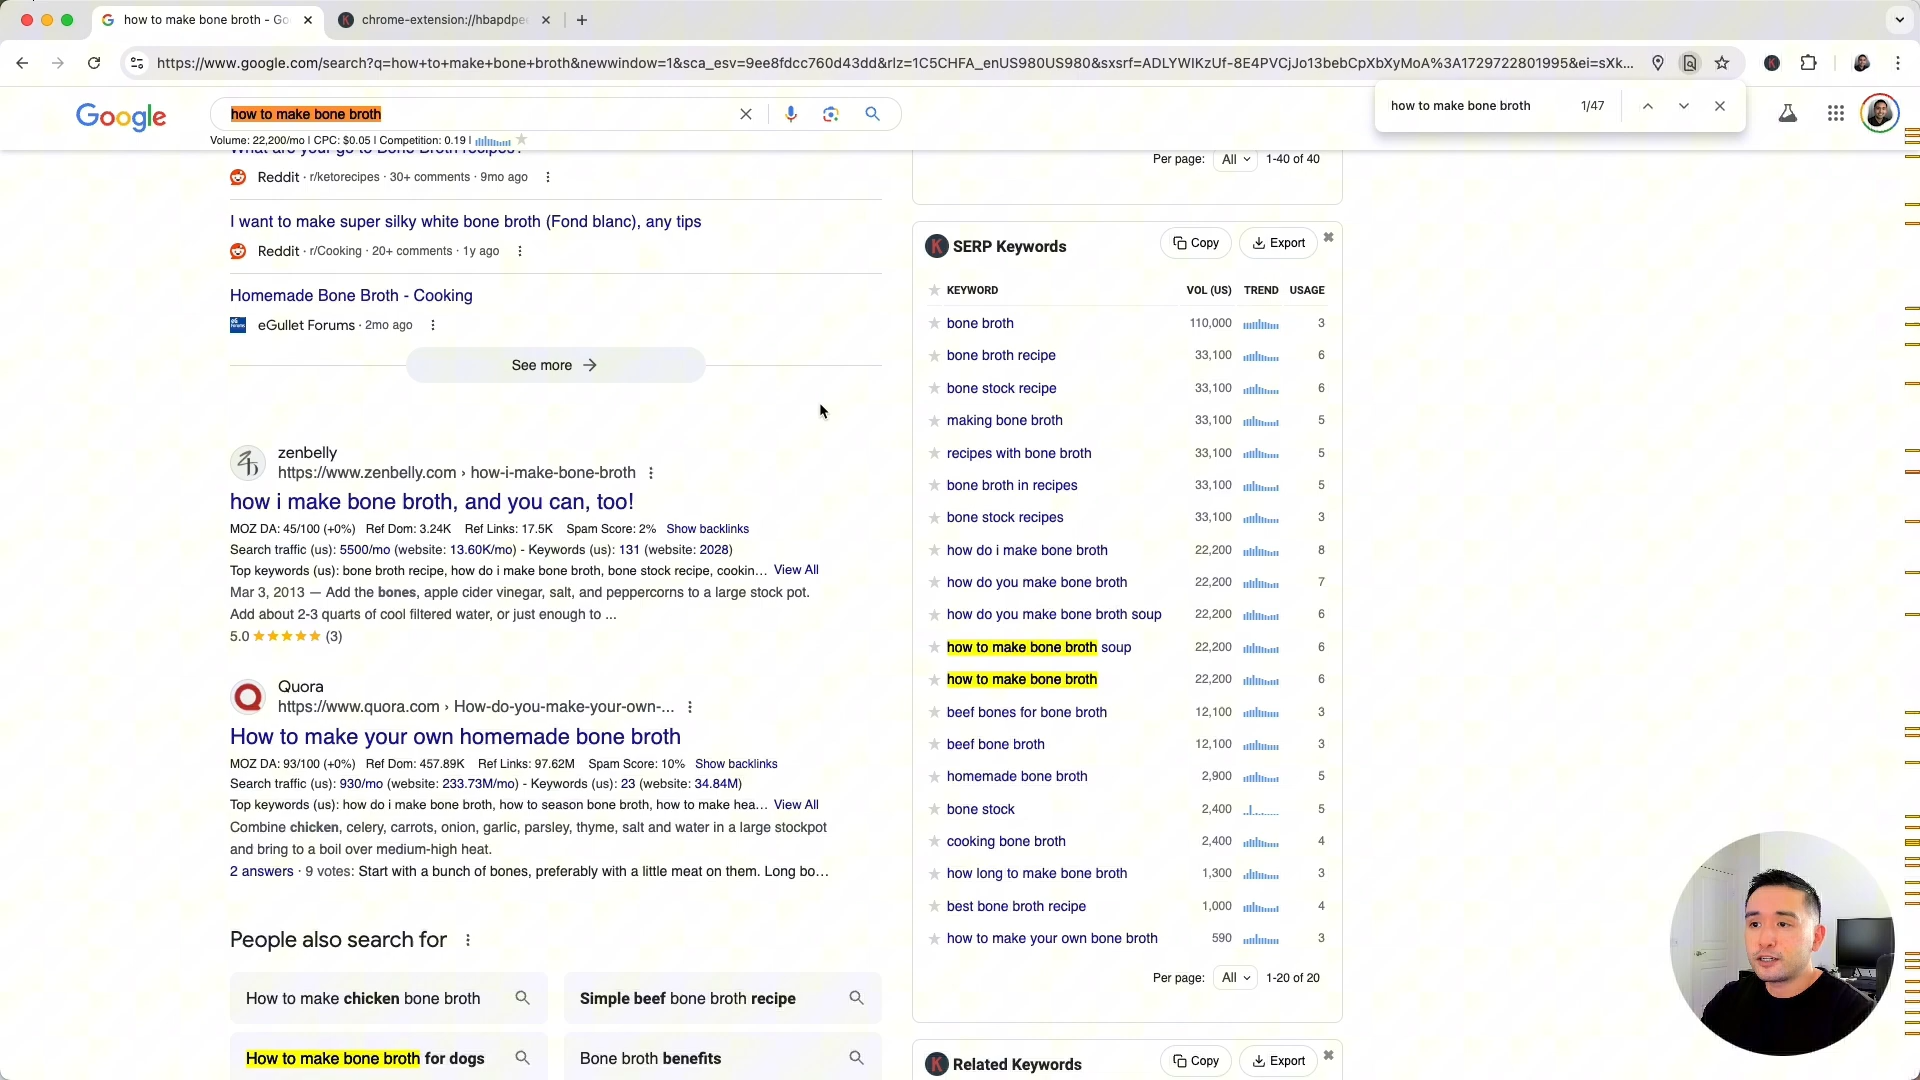 how to make bone broth - Go
chrome-extension://hbapdpee
https://www.google.com/search?q=how+to+make+bone+broth&newwindow=1&sca_esv=9ee8fdcc760d43dd&rlz=1C5CHFA_enUS980US980&sxsrf=ADLYWIKzUf-8E4PVCjJo13bebCpXbXyMoA%3A1729722801995&ei=sXk...
how to make bone broth 1/47
Google
how to make bone broth
Volume: 22,200/mo | CPC: $0.05 | Competition: 0.19 |
What are your go to Bone Broth recipes?
Reddit · r/ketorecipes · 30+ comments · 9mo ago
I want to make super silky white bone broth (Fond blanc), any tips
Reddit · r/Cooking · 20+ comments · 1y ago
Homemade Bone Broth - Cooking
eGullet Forums · 2mo ago
See more
zenbelly
https://www.zenbelly.com › how-i-make-bone-broth
how i make bone broth, and you can, too!
MOZ DA: 45/100 (+0%) Ref Dom: 3.24K Ref Links: 17.5K Spam Score: 2% Show backlinks
Search traffic (us): 5500/mo (website: 13.60K/mo) - Keywords (us): 131 (website: 2028)
Top keywords (us): bone broth recipe, how do i make bone broth, bone stock recipe, cookin... View All
Mar 3, 2013 — Add the bones, apple cider vinegar, salt, and peppercorns to a large stock pot.
Add about 2-3 quarts of cool filtered water, or just enough to ...
5.0 (3)
Quora
https://www.quora.com › How-do-you-make-your-own-...
How to make your own homemade bone broth
MOZ DA: 93/100 (+0%) Ref Dom: 457.89K Ref Links: 97.62M Spam Score: 10% Show backlinks
Search traffic (us): 930/mo (website: 233.73M/mo) - Keywords (us): 23 (website: 34.84M)
Top keywords (us): how do i make bone broth, how to season bone broth, how to make hea... View All
Combine chicken, celery, carrots, onion, garlic, parsley, thyme, salt and water in a large stockpot
and bring to a boil over medium-high heat.
2 answers · 9 votes: Start with a bunch of bones, preferably with a little meat on them. Long bo...
People also search for
How to make chicken bone broth
Simple beef bone broth recipe
How to make bone broth for dogs
Bone broth benefits
Per page: All 1-40 of 40
K SERP Keywords Copy Export
KEYWORD VOL (US) TREND USAGE
bone broth 110,000 3
bone broth recipe 33,100 6
bone stock recipe 33,100 6
making bone broth 33,100 5
recipes with bone broth 33,100 5
bone broth in recipes 33,100 5
bone stock recipes 33,100 3
how do i make bone broth 22,200 8
how do you make bone broth 22,200 7
how do you make bone broth soup 22,200 6
how to make bone broth soup 22,200 6
how to make bone broth 22,200 6
beef bones for bone broth 12,100 3
beef bone broth 12,100 3
homemade bone broth 2,900 5
bone stock 2,400 5
cooking bone broth 2,400 4
how long to make bone broth 1,300 3
best bone broth recipe 1,000 4
how to make your own bone broth 590 3
Per page: All 1-20 of 20
K Related Keywords Copy Export